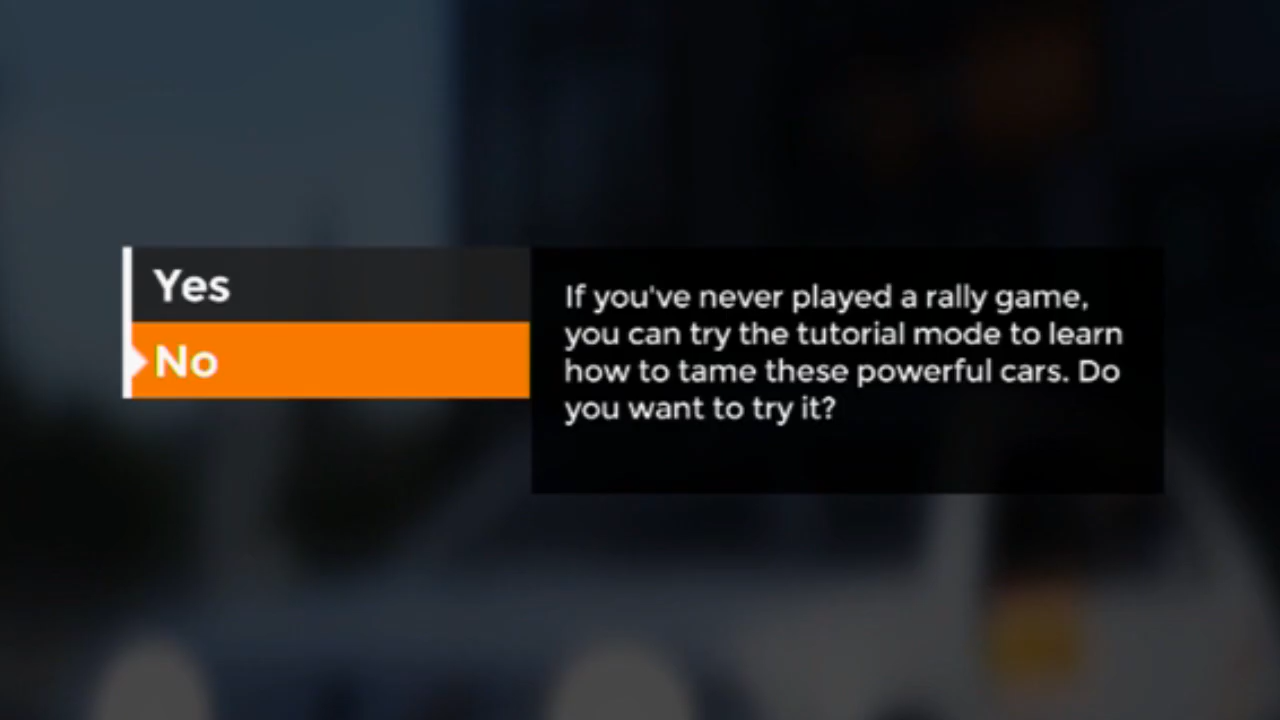 Yes
No
If you've never played a rally game,
you can try the tutorial mode to learn
how to tame these powerful cars. Do
you want to try it?